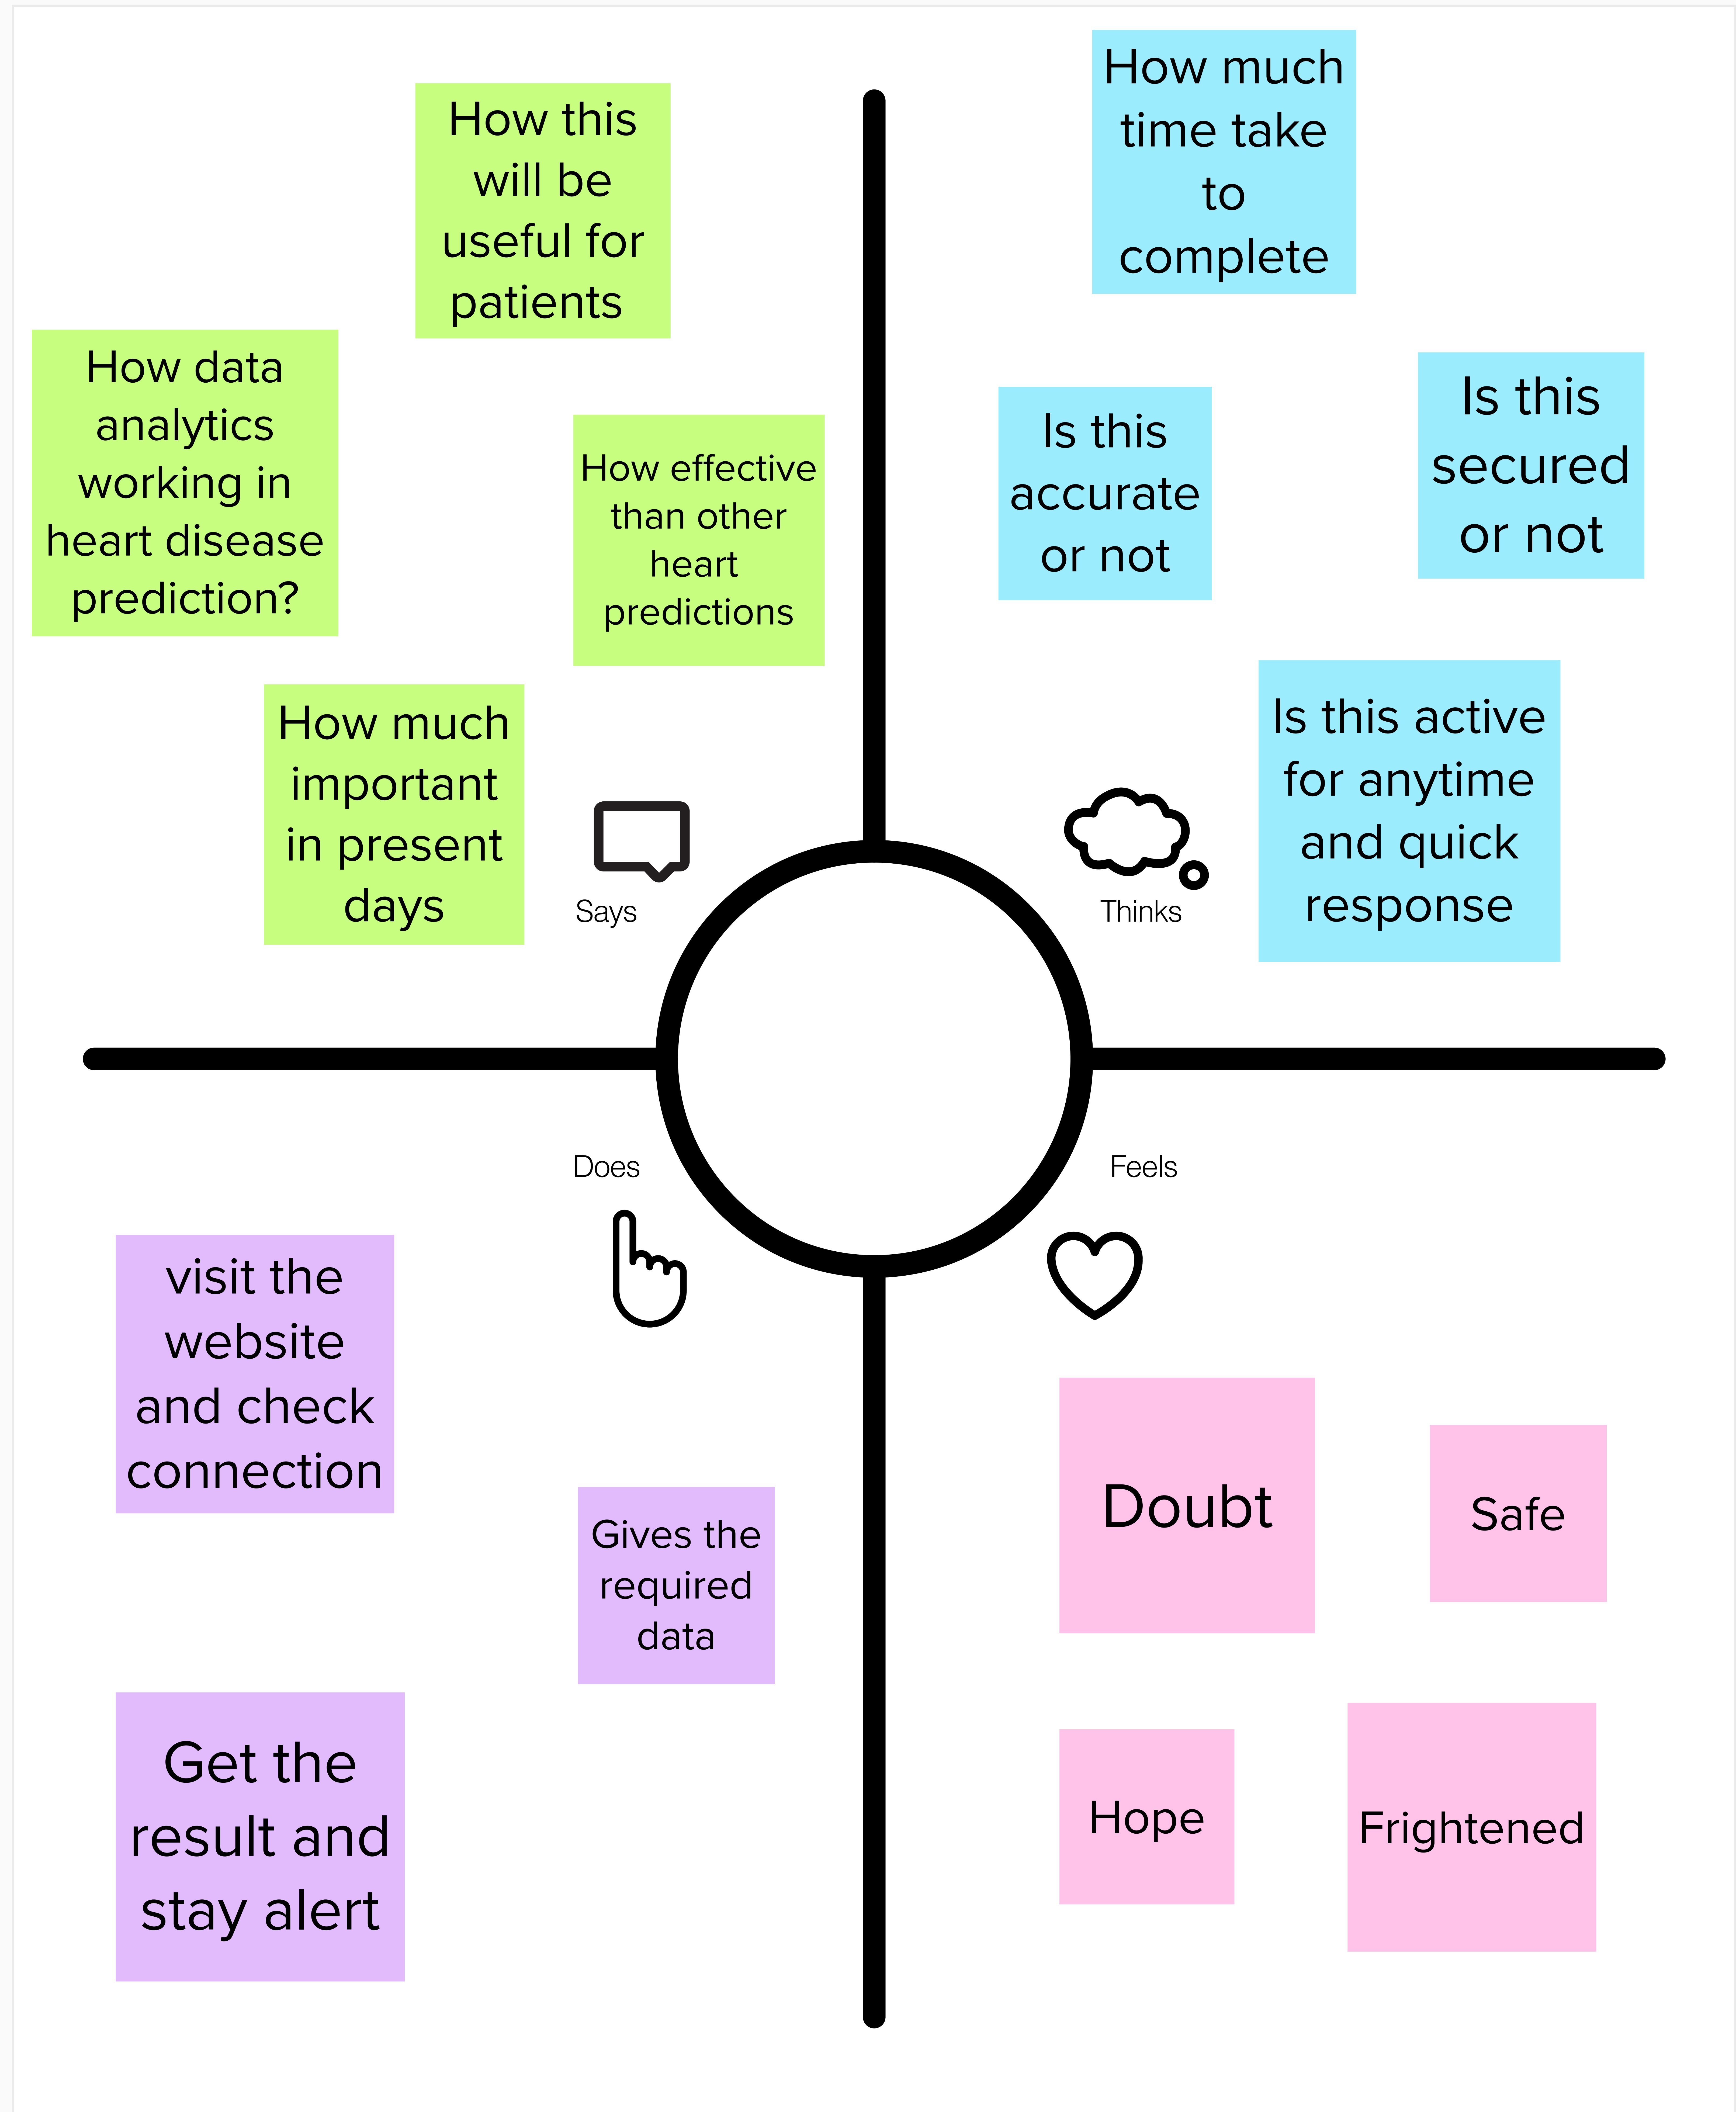 How this
will be
useful for
patients
How data
analytics
working in
heart disease
prediction?
How effective
than other
heart
predictions
How much
important
in present
days
Says
How much
time take
to
complete
Is this
accurate
or not
Is this
secured
or not
Is this active
for anytime
and quick
response
Thinks
Does
visit the
website
and check
connection
Gives the
required
data
Get the
result and
stay alert
Feels
Doubt
Safe
Hope
Frightened